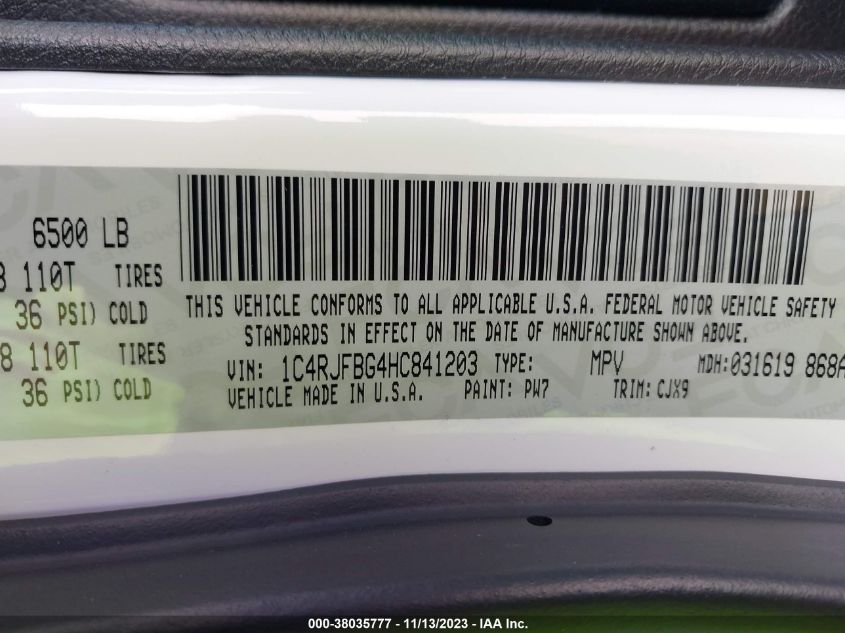 6500 LB
8 110T TIRES
36 PSI) COLD
8 110T TIRES
36 PSI) COLD
THIS VEHICLE CONFORMS TO ALL APPLICABLE U.S.A. FEDERAL MOTOR VEHICLE SAFETY
STANDARDS IN EFFECT ON THE DATE OF MANUFACTURE SHOWN ABOVE.
VIN: 1C4RJFBG4HC841203 TYPE: MPV MDH:031619 868A
VEHICLE MADE IN U.S.A. PAINT: PW7 TRIM: CJX9
000-38035777 - 11/13/2023 - IAA Inc.